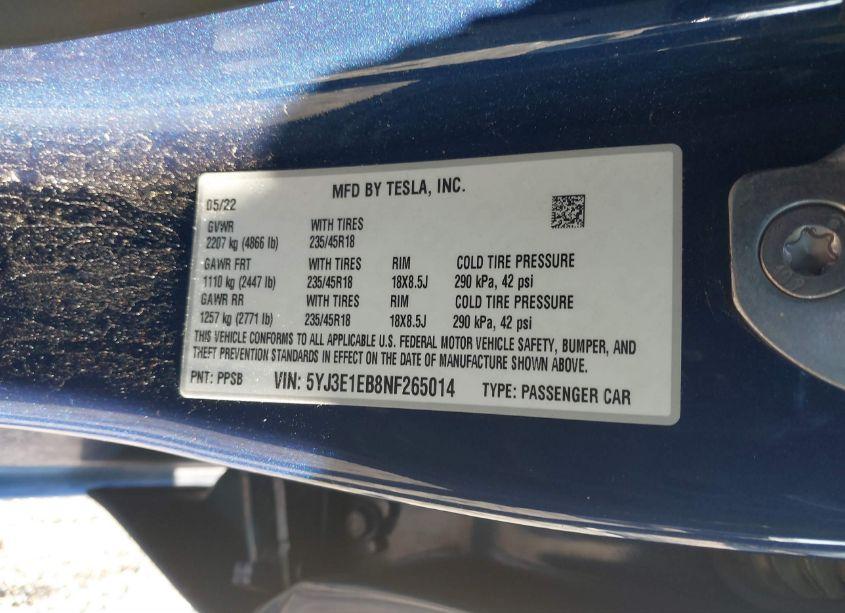 MFD BY TESLA, INC.
05/22
GVWR WITH TIRES
2207 kg (4866 lb) 235/45R18
GAWR FRT WITH TIRES RIM COLD TIRE PRESSURE
1110 kg (2447 lb) 235/45R18 18X8.5J 290 kPa, 42 psi
GAWR RR WITH TIRES RIM COLD TIRE PRESSURE
1257 kg (2771 lb) 235/45R18 18X8.5J 290 kPa, 42 psi
THIS VEHICLE CONFORMS TO ALL APPLICABLE U.S. FEDERAL MOTOR VEHICLE SAFETY, BUMPER, AND
THEFT PREVENTION STANDARDS IN EFFECT ON THE DATE OF MANUFACTURE SHOWN ABOVE.
PNT: PPSB VIN: 5YJ3E1EB8NF265014 TYPE: PASSENGER CAR